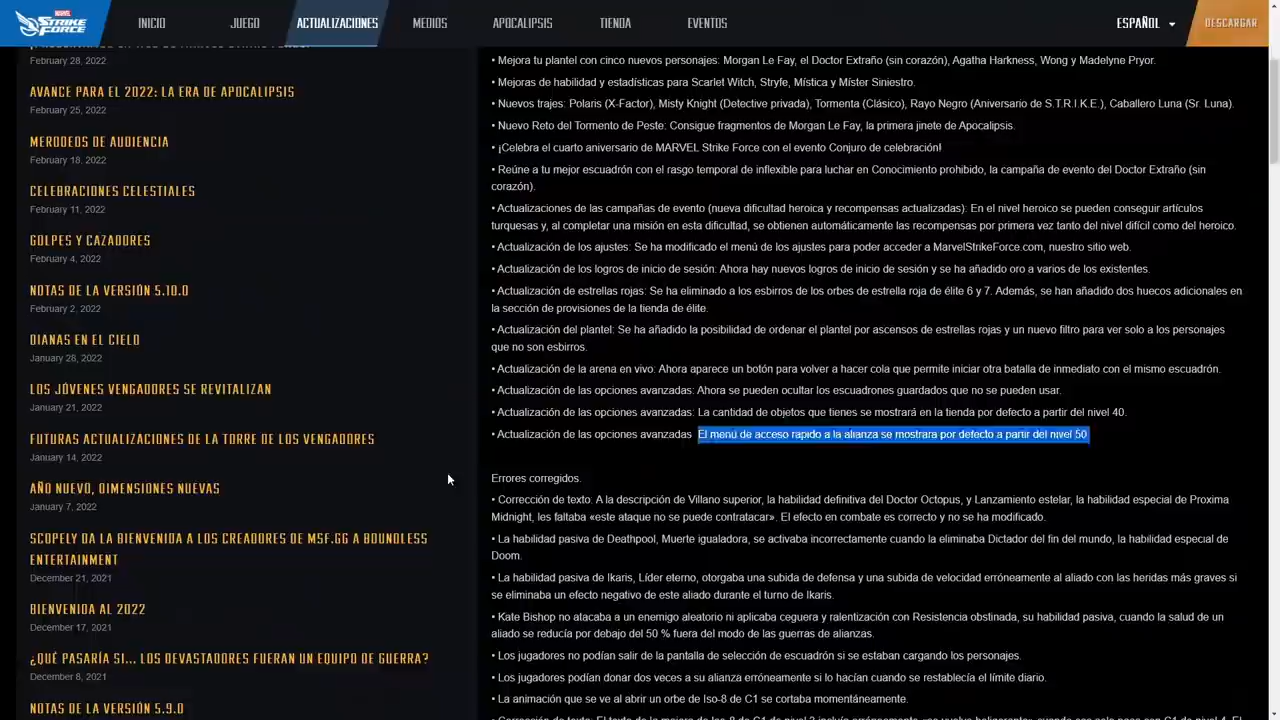 MARVEL
STRIKE
FORCE
INICIO
JUEGO
ACTUALIZACIONES
MEDIOS
APOCALIPSIS
TIENDA
EVENTOS
ESPAÑOL
DESCARGAR
February 28, 2022
AVANCE PARA EL 2022: LA ERA DE APOCALIPSIS
February 25, 2022
MERODEOS DE AUDIENCIA
February 18, 2022
CELEBRACIONES CELESTIALES
February 11, 2022
GOLPES Y CAZADORES
February 4, 2022
NOTAS DE LA VERSIÓN 5.10.0
February 2, 2022
DIANAS EN EL CIELO
January 28, 2022
LOS JÓVENES VENGADORES SE REVITALIZAN
January 21, 2022
FUTURAS ACTUALIZACIONES DE LA TORRE DE LOS VENGADORES
January 14, 2022
AÑO NUEVO, DIMENSIONES NUEVAS
January 7, 2022
SCOPELY DA LA BIENVENIDA A LOS CREADORES DE MSF.GG A BOUNDLESS
ENTERTAINMENT
December 21, 2021
BIENVENIDA AL 2022
December 17, 2021
¿QUÉ PASARÍA SI... LOS DEVASTADORES FUERAN UN EQUIPO DE GUERRA?
December 8, 2021
NOTAS DE LA VERSIÓN 5.9.0
• Mejora tu plantel con cinco nuevos personajes: Morgan Le Fay, el Doctor Extraño (sin corazón), Agatha Harkness, Wong y Madelyne Pryor.
• Mejoras de habilidad y estadísticas para Scarlet Witch, Stryfe, Mística y Míster Siniestro.
• Nuevos trajes: Polaris (X-Factor), Misty Knight (Detective privada), Tormenta (Clásico), Rayo Negro (Aniversario de S.T.R.I.K.E.), Caballero Luna (Sr. Luna).
• Nuevo Reto del Tormento de Peste: Consigue fragmentos de Morgan Le Fay, la primera jinete de Apocalipsis.
• ¡Celebra el cuarto aniversario de MARVEL Strike Force con el evento Conjuro de celebración!
• Reúne a tu mejor escuadrón con el rasgo temporal de inflexible para luchar en Conocimiento prohibido, la campaña de evento del Doctor Extraño (sin
corazón).
• Actualizaciones de las campañas de evento (nueva dificultad heroica y recompensas actualizadas): En el nivel heroico se pueden conseguir artículos
turquesas y, al completar una misión en esta dificultad, se obtienen automáticamente las recompensas por primera vez tanto del nivel difícil como del heroico.
• Actualización de los ajustes: Se ha modificado el menú de los ajustes para poder acceder a MarvelStrikeForce.com, nuestro sitio web.
• Actualización de los logros de inicio de sesión: Ahora hay nuevos logros de inicio de sesión y se ha añadido oro a varios de los existentes.
• Actualización de estrellas rojas: Se ha eliminado a los esbirros de los orbes de estrella roja de élite 6 y 7. Además, se han añadido dos huecos adicionales en
la sección de provisiones de la tienda de élite.
• Actualización del plantel: Se ha añadido la posibilidad de ordenar el plantel por ascensos de estrellas rojas y un nuevo filtro para ver solo a los personajes
que no son esbirros.
• Actualización de la arena en vivo: Ahora aparece un botón para volver a hacer cola que permite iniciar otra batalla de inmediato con el mismo escuadrón.
• Actualización de las opciones avanzadas: Ahora se pueden ocultar los escuadrones guardados que no se pueden usar.
• Actualización de las opciones avanzadas: La cantidad de objetos que tienes se mostrará en la tienda por defecto a partir del nivel 40.
• Actualización de las opciones avanzadas El menú de acceso rápido a la alianza se mostrará por defecto a partir del nivel 50
Errores corregidos.
• Corrección de texto: A la descripción de Villano superior, la habilidad definitiva del Doctor Octopus, y Lanzamiento estelar, la habilidad especial de Proxima
Midnight, les faltaba «este ataque no se puede contratacar». El efecto en combate es correcto y no se ha modificado.
• La habilidad pasiva de Deathpool, Muerte igualadora, se activaba incorrectamente cuando la eliminaba Dictador del fin del mundo, la habilidad especial de
Doom.
• La habilidad pasiva de Ikaris, Líder eterno, otorgaba una subida de defensa y una subida de velocidad erróneamente al aliado con las heridas más graves si
se eliminaba un efecto negativo de este aliado durante el turno de Ikaris.
• Kate Bishop no atacaba a un enemigo aleatorio ni aplicaba ceguera y ralentización con Resistencia obstinada, su habilidad pasiva, cuando la salud de un
aliado se reducía por debajo del 50 % fuera del modo de las guerras de alianzas.
• Los jugadores no podían salir de la pantalla de selección de escuadrón si se estaban cargando los personajes.
• Los jugadores podían donar dos veces a su alianza erróneamente si lo hacían cuando se restablecía el límite diario.
• La animación que se ve al abrir un orbe de Iso-8 de C1 se cortaba momentáneamente.